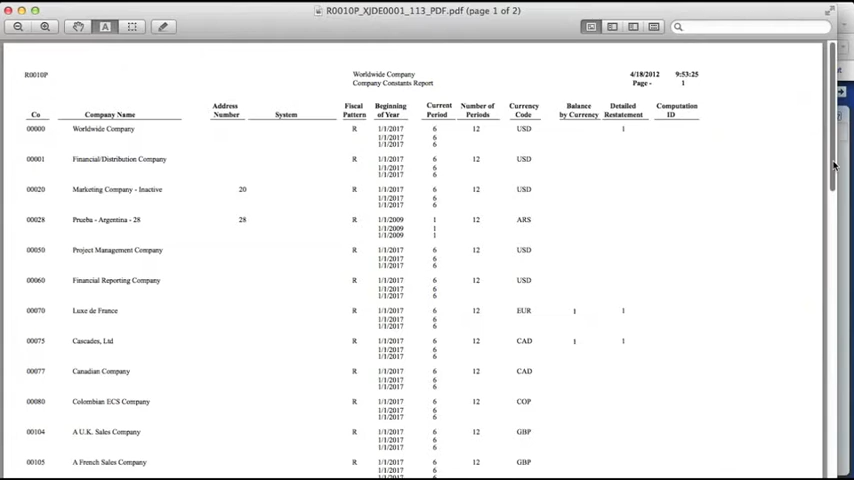 R0010P_XJDE0001_113_PDF.pdf (page 1 of 2)
R0010P Worldwide Company 4/18/2012 9:53:25
Company Constants Report Page - 1
Address Fiscal Beginning Current Number of Currency Balance Detailed Computation
Co Company Name Number System Pattern of Year Period Periods Code by Currency Restatement ID
00000 Worldwide Company R 1/1/2017 6 12 USD 1
1/1/2017 6
1/1/2017 6
00001 Financial/Distribution Company R 1/1/2017 6 12 USD
1/1/2017 6
1/1/2017 6
00020 Marketing Company - Inactive 20 R 1/1/2017 6 12 USD
1/1/2017 6
1/1/2017 6
00028 Prueba - Argentina - 28 28 R 1/1/2009 1 12 ARS
1/1/2009 1
1/1/2009 1
00050 Project Management Company R 1/1/2017 6 12 USD
1/1/2017 6
1/1/2017 6
00060 Financial Reporting Company R 1/1/2017 6 12 USD
1/1/2017 6
1/1/2017 6
00070 Luxe de France R 1/1/2017 6 12 EUR 1 1
1/1/2017 6
1/1/2017 6
00075 Cascades, Ltd R 1/1/2017 6 12 CAD 1 1
1/1/2017 6
1/1/2017 6
00077 Canadian Company R 1/1/2017 6 12 CAD
1/1/2017 6
1/1/2017 6
00080 Colombian ECS Company R 1/1/2017 6 12 COP
1/1/2017 6
1/1/2017 6
00104 A U.K. Sales Company R 1/1/2017 6 12 GBP
1/1/2017 6
1/1/2017 6
00105 A French Sales Company R 1/1/2017 6 12 GBP
1/1/2017 6